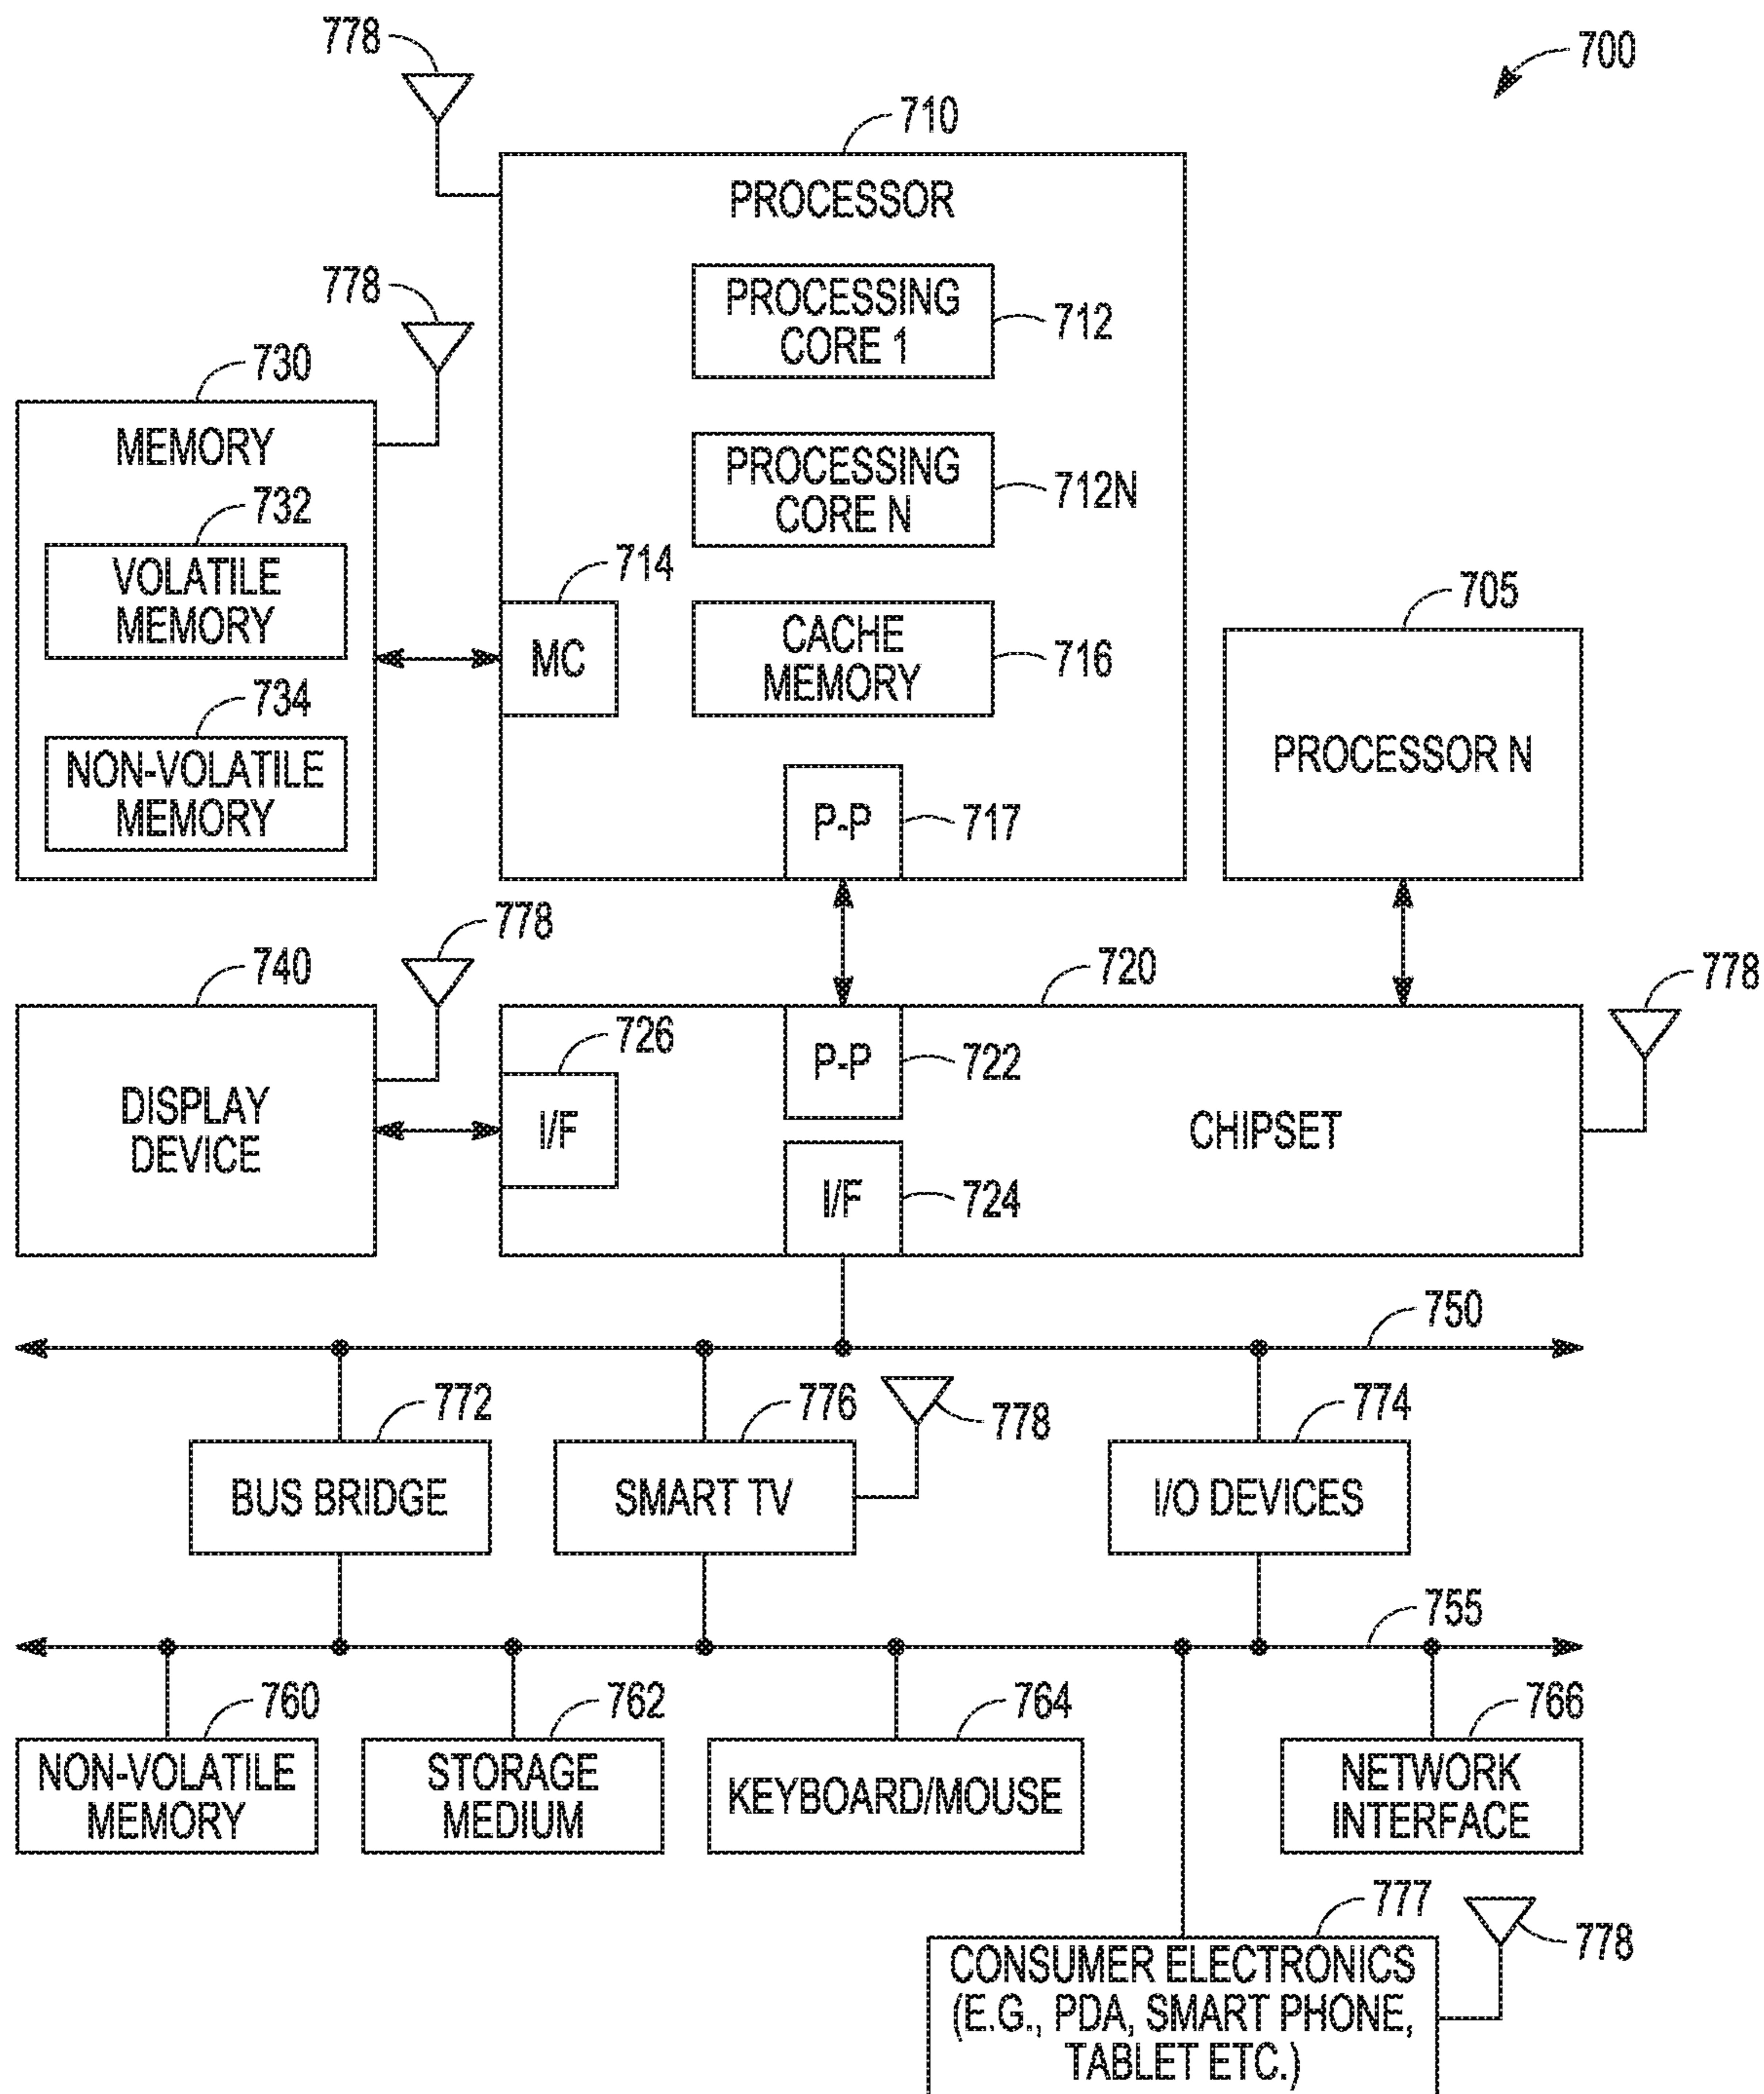 778
700
710
PROCESSOR
PROCESSING
CORE 1
712
778
730
MEMORY
PROCESSING
CORE N
712N
732
VOLATILE
MEMORY
714
MC
CACHE
MEMORY
716
705
PROCESSOR N
734
NON-VOLATILE
MEMORY
P-P
717
778
740
720
778
DISPLAY
DEVICE
726
I/F
P-P
722
CHIPSET
I/F
724
750
772
776
778
774
BUS BRIDGE
SMART TV
I/O DEVICES
755
760
762
764
766
NON-VOLATILE
MEMORY
STORAGE
MEDIUM
KEYBOARD/MOUSE
NETWORK
INTERFACE
777
778
CONSUMER ELECTRONICS
(E.G., PDA, SMART PHONE,
TABLET ETC.)